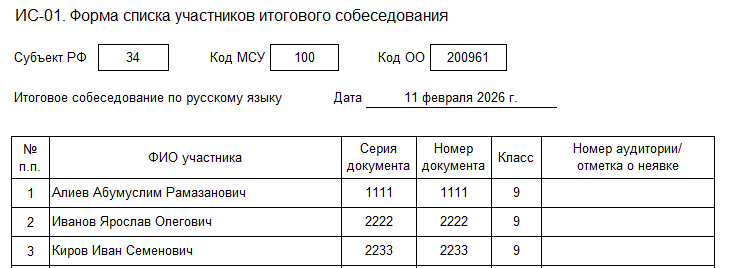 ИС-01. Форма списка участников итогового собеседования
Субъект РФ 34 Код МСУ 100 Код ОО 200961
Итоговое собеседование по русскому языку Дата 11 февраля 2026 г.
№ п.п. ФИО участника Серия документа Номер документа Класс Номер аудитории/ отметка о неявке
1 Алиев Абумуслим Рамазанович 1111 1111 9
2 Иванов Ярослав Олегович 2222 2222 9
3 Киров Иван Семенович 2233 2233 9